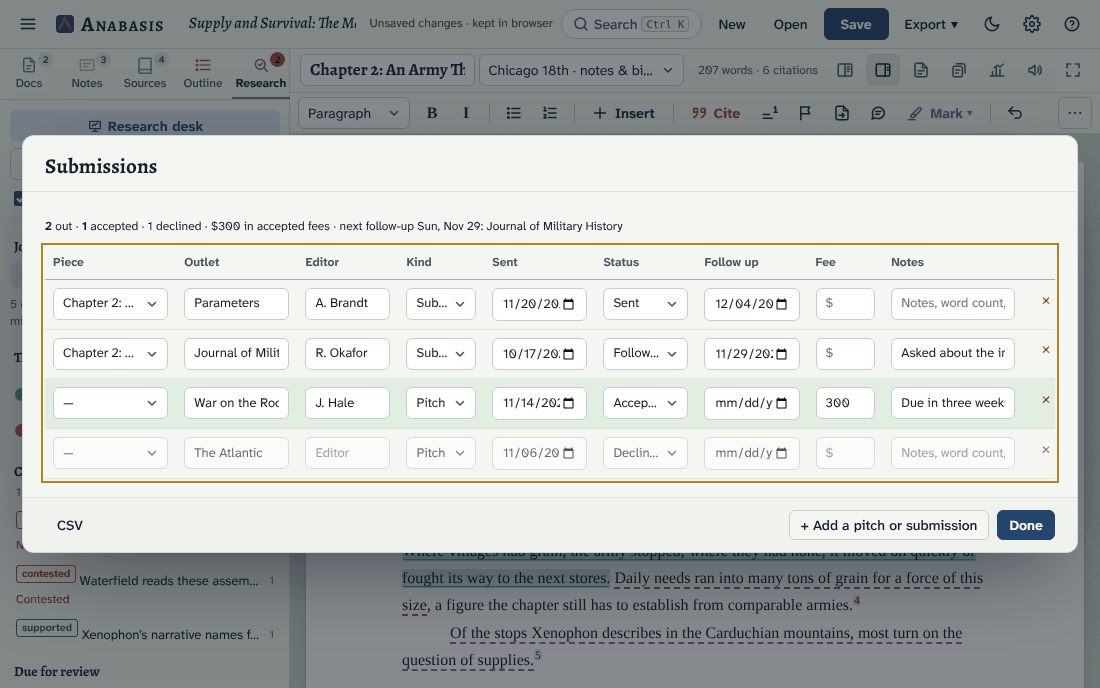 ANABASIS
Supply and Survival: The M
Unsaved changes · kept in browser
Search Ctrl K
New
Open
Save
Export ▾
Docs 2
Notes 3
Sources 4
Outline
Research 2
Chapter 2: An Army Th
Chicago 18th · notes & bi...
207 words · 6 citations
Research desk
Paragraph
B I
+ Insert
Cite
Mark ▾
Submissions
2 out · 1 accepted · 1 declined · $300 in accepted fees · next follow-up Sun, Nov 29: Journal of Military History
Piece Outlet Editor Kind Sent Status Follow up Fee Notes
Chapter 2: ... Parameters A. Brandt Sub... 11/20/20 Sent 12/04/20 $ Notes, word count, ×
Chapter 2: ... Journal of Milit R. Okafor Sub... 10/17/20 Follow... 11/29/202 Asked about the ir ×
— War on the Roc J. Hale Pitch 11/14/202 Accep... mm/dd/y 300 Due in three weeks ×
— The Atlantic Editor Pitch 11/06/20 Declin... mm/dd/y $ Notes, word count, ×
CSV
+ Add a pitch or submission
Done
fought its way to the next stores. Daily needs ran into many tons of grain for a force of this
size, a figure the chapter still has to establish from comparable armies.4
Of the stops Xenophon describes in the Carduchian mountains, most turn on the
question of supplies.5
contested Waterfield reads these assem... 1
Contested
supported Xenophon's narrative names f... 1
Due for review